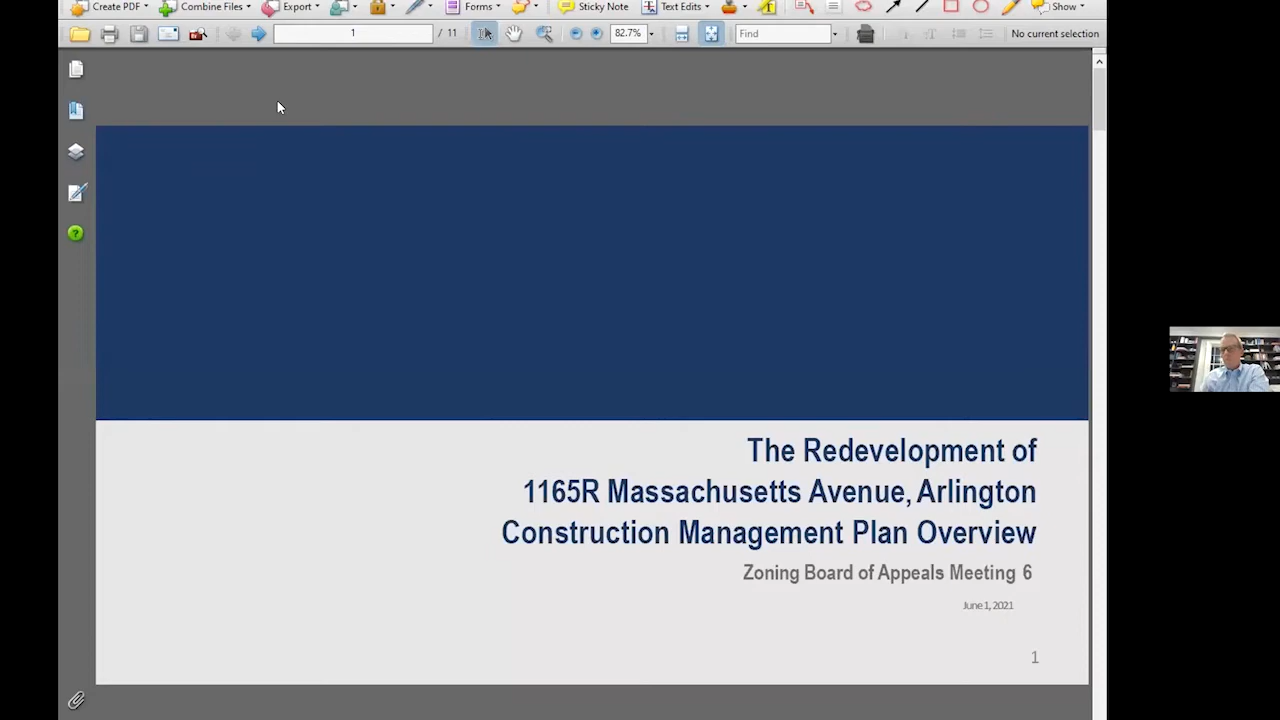 Create PDF Combine Files Export Forms Sticky Note Text Edits Show
1 / 11 82.7% Find No current selection
The Redevelopment of
1165R Massachusetts Avenue, Arlington
Construction Management Plan Overview
Zoning Board of Appeals Meeting 6
June 1, 2021
1